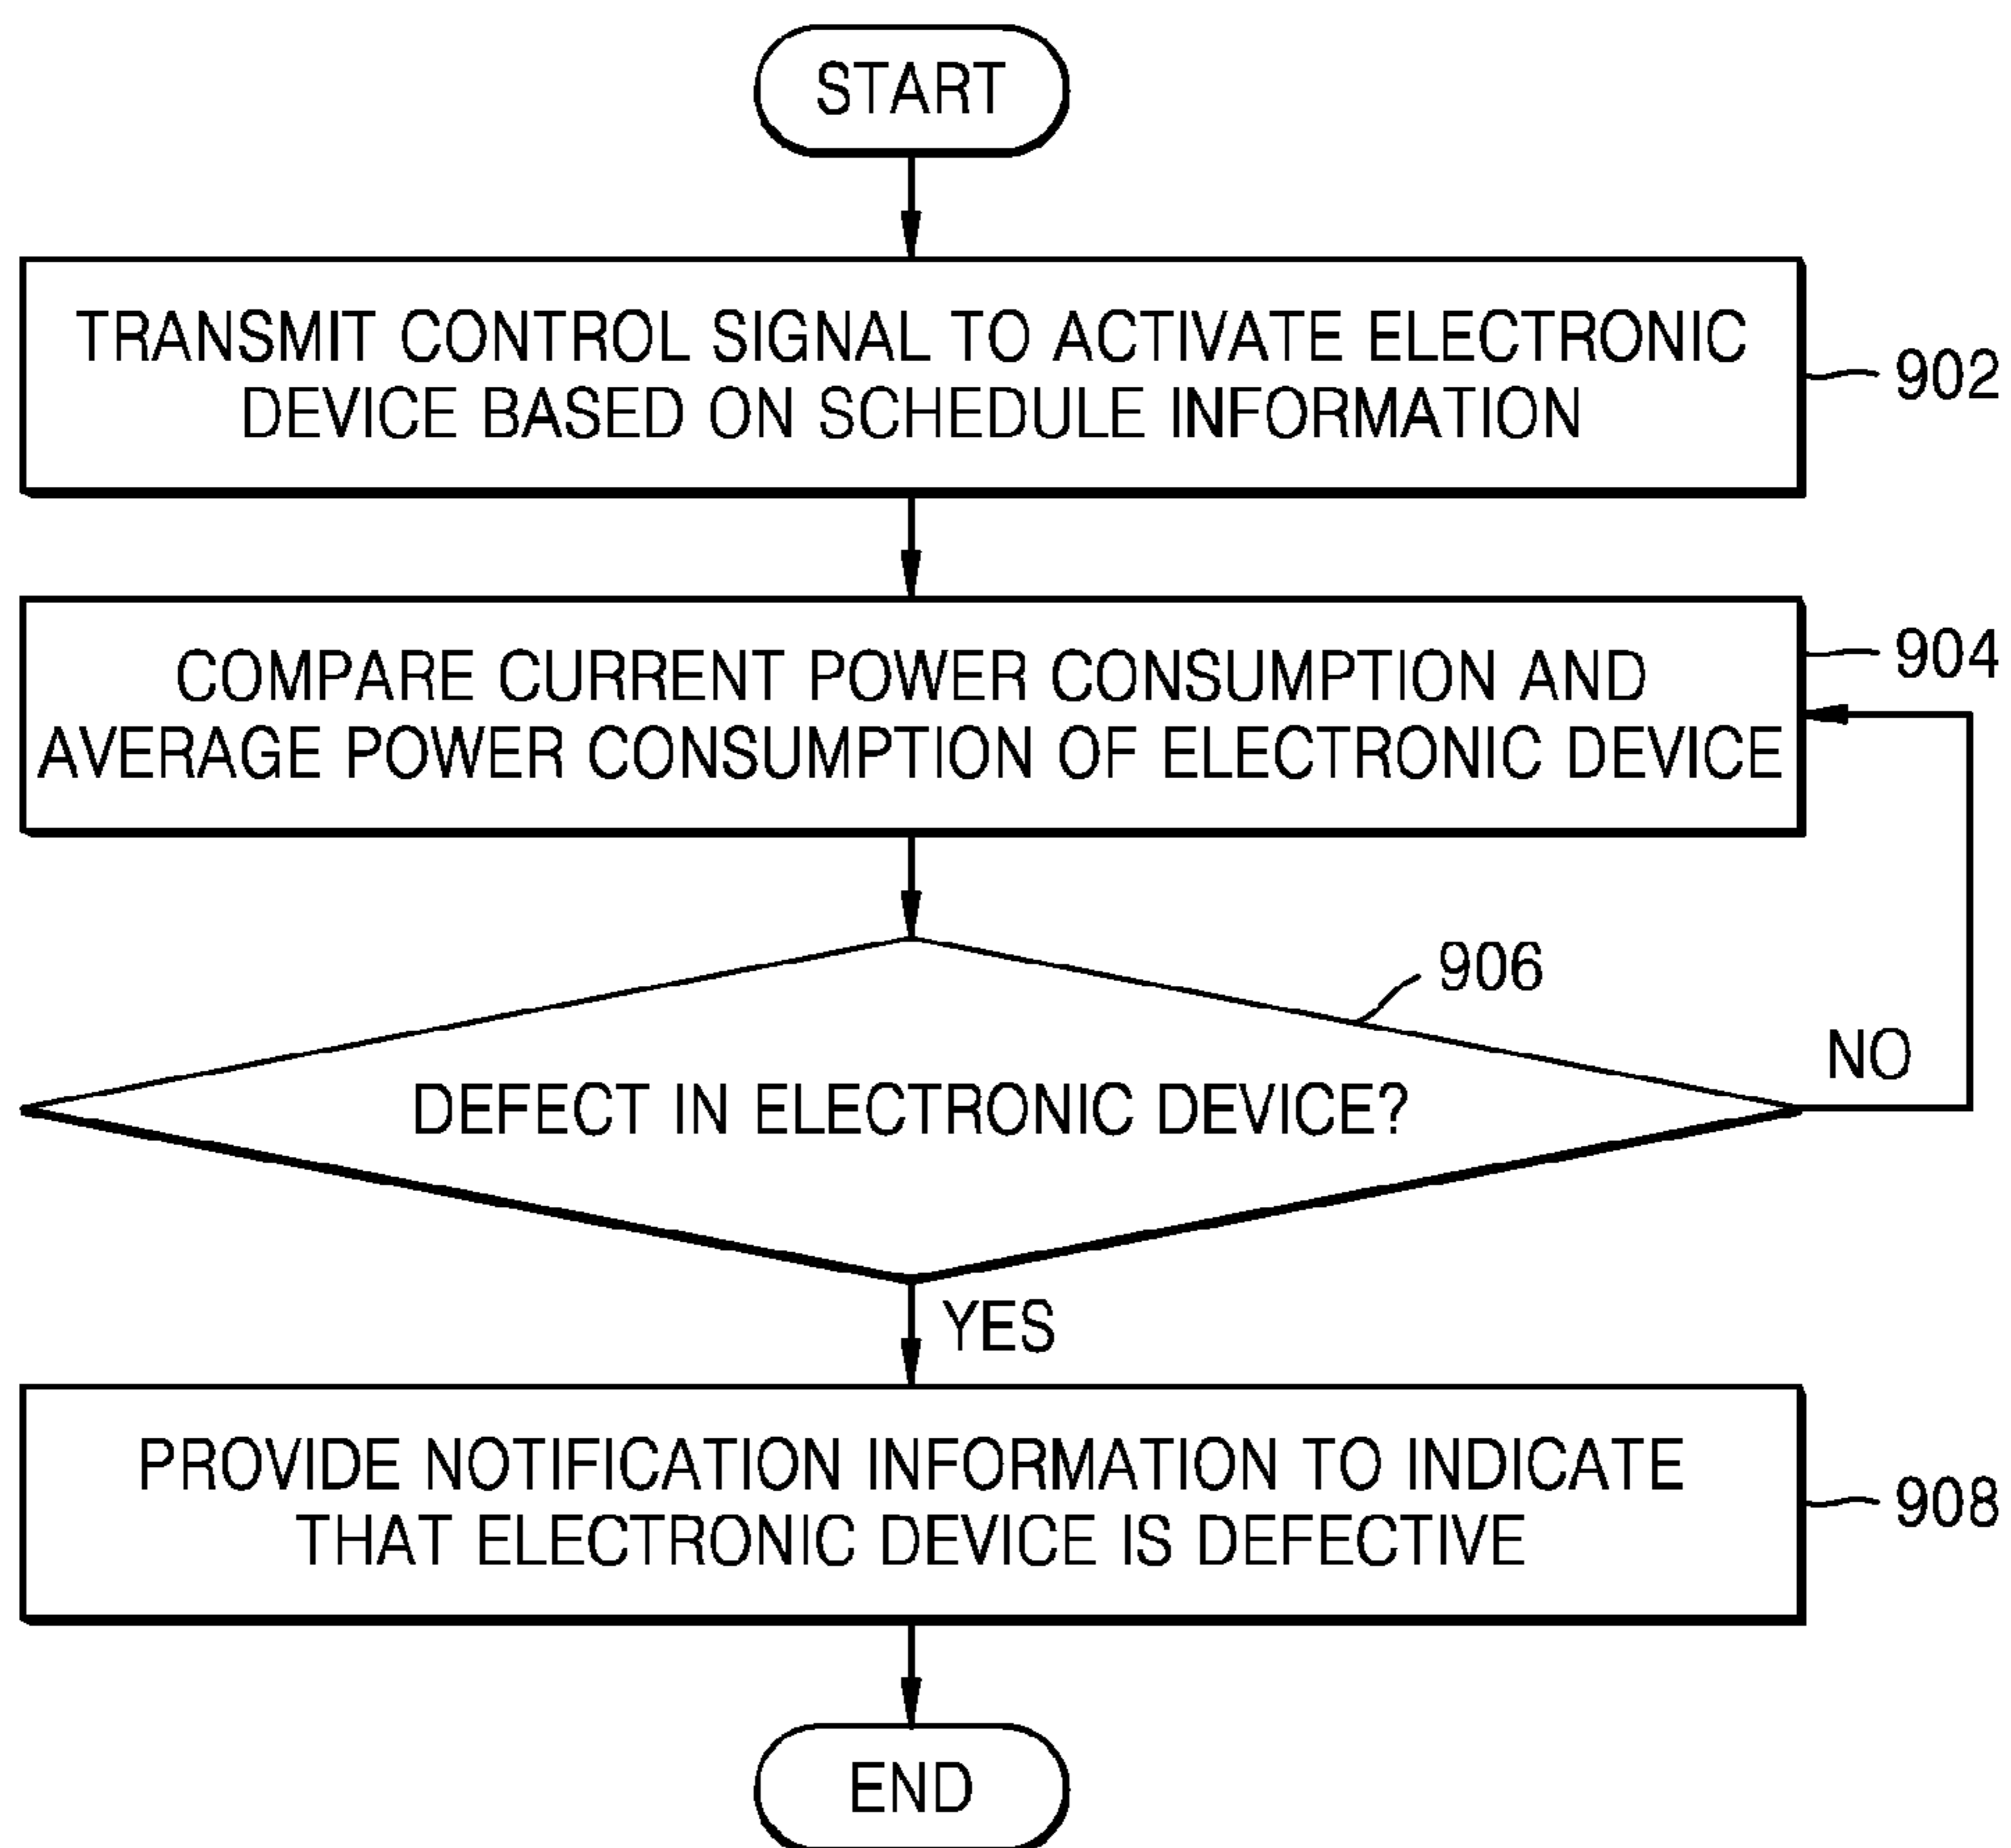 START
TRANSMIT CONTROL SIGNAL TO ACTIVATE ELECTRONIC
DEVICE BASED ON SCHEDULE INFORMATION
902
COMPARE CURRENT POWER CONSUMPTION AND
AVERAGE POWER CONSUMPTION OF ELECTRONIC DEVICE
904
906
DEFECT IN ELECTRONIC DEVICE?
NO
YES
PROVIDE NOTIFICATION INFORMATION TO INDICATE
THAT ELECTRONIC DEVICE IS DEFECTIVE
908
END